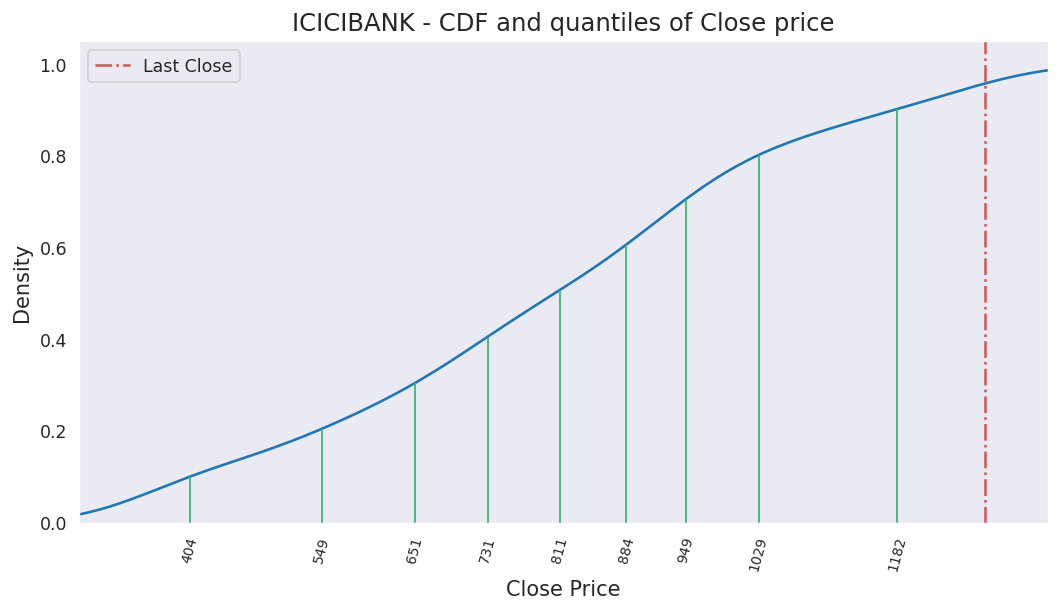 ICICIBANK - CDF and quantiles of Close price
Last Close
Density
1.0
0.8
0.6
0.4
0.2
0.0
404 549 651 731 811 884 949 1029 1182
Close Price